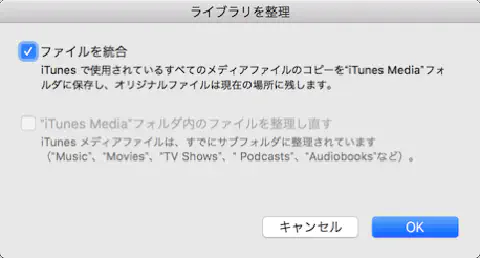 ライブラリを整理
ファイルを統合
iTunes で使用されているすべてのメディアファイルのコピーを"iTunes Media"フォ
ルダに保存し、オリジナルファイルは現在の場所に残します。
"iTunes Media"フォルダ内のファイルを整理し直す
iTunes メディアファイルは、すでにサブフォルダに整理されています
("Music"、"Movies"、"TV Shows"、" Podcasts"、"Audiobooks"など)。
キャンセル
OK